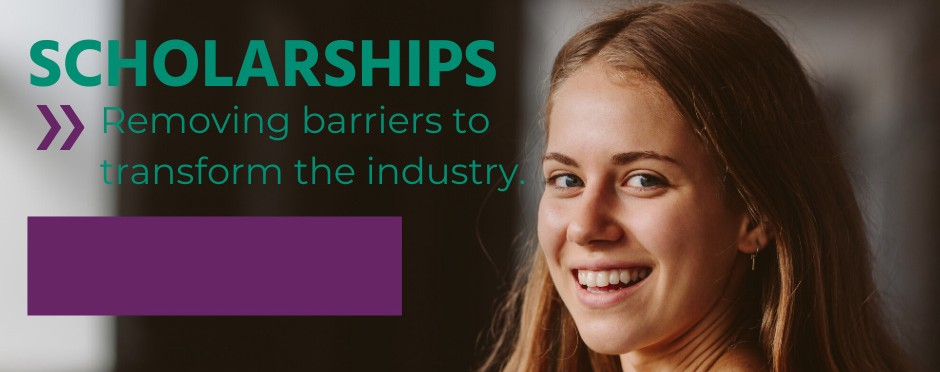 SCHOLARSHIPS
Removing barriers to
transform the industry.